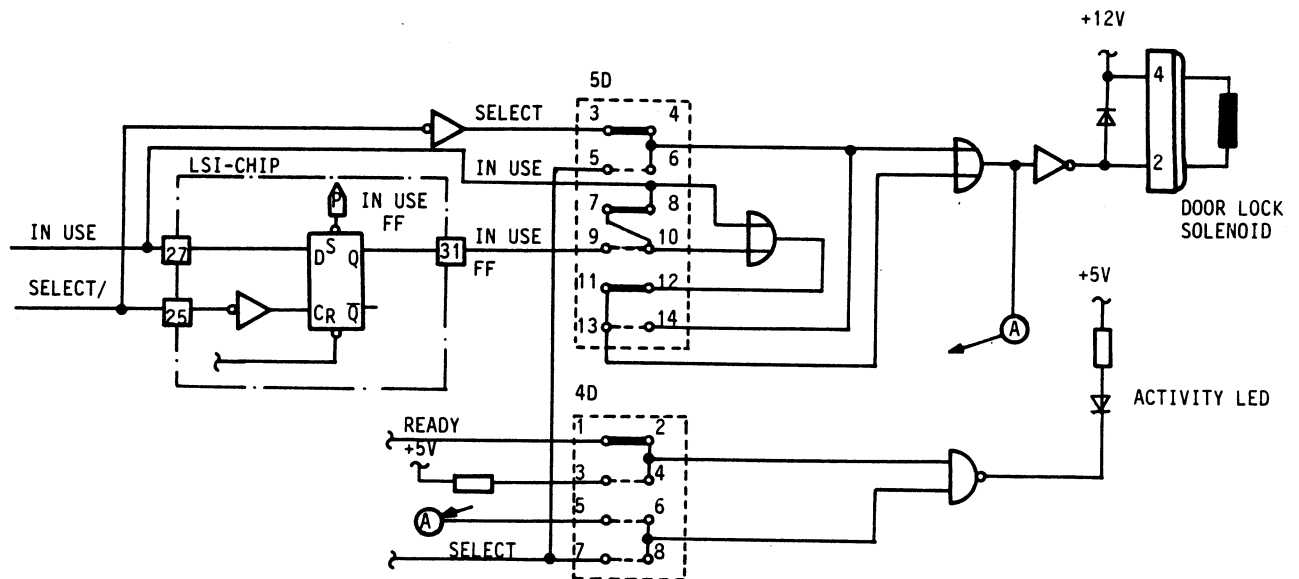 +12V
5D
SELECT
3 4
4
5 6
IN USE
LSI-CHIP
2
P
IN USE
FF
7 8
DOOR LOCK
SOLENOID
IN USE
27
D S Q
31
IN USE
FF
9 10
SELECT/
25
C R Q̅
11 12
+5V
13 14
A
4D
ACTIVITY LED
READY
1 2
+5V
3 4
A
5 6
SELECT
7 8